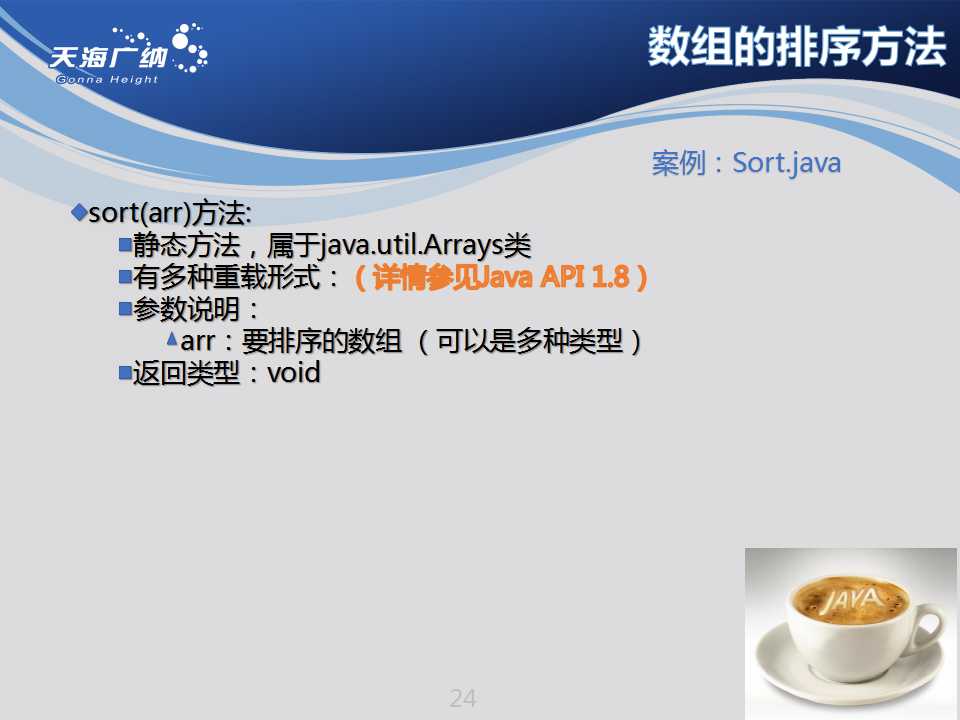 天海广纳
Gonna Height
数组的排序方法
案例：Sort.java
sort(arr)方法:
静态方法，属于java.util.Arrays类
有多种重载形式：（详情参见Java API 1.8）
参数说明：
arr：要排序的数组 （可以是多种类型）
返回类型：void
JAVA
24